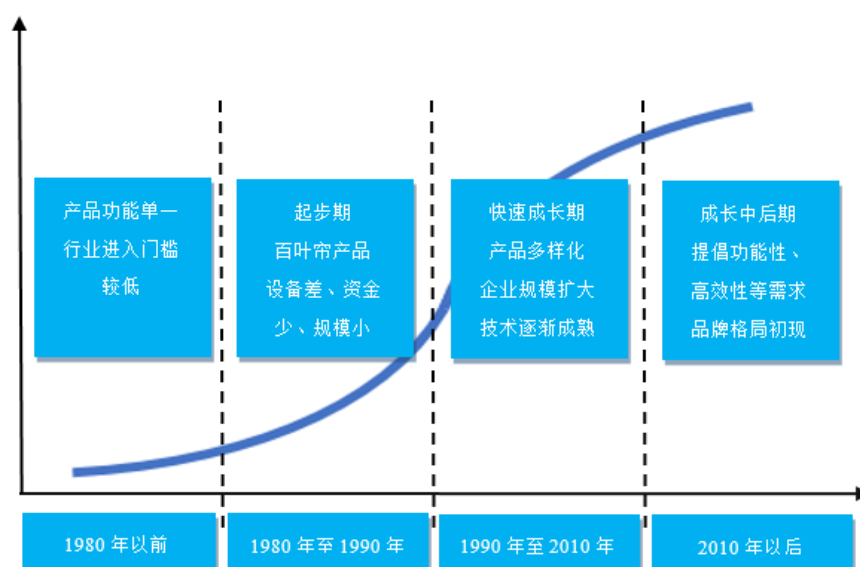 产品功能单一
行业进入门槛
较低
起步期
百叶帘产品
设备差、资金
少、规模小
快速成长期
产品多样化
企业规模扩大
技术逐渐成熟
成长中后期
提倡功能性、
高效性等需求
品牌格局初现
1980 年以前
1980 年至 1990 年
1990 年至 2010 年
2010 年以后